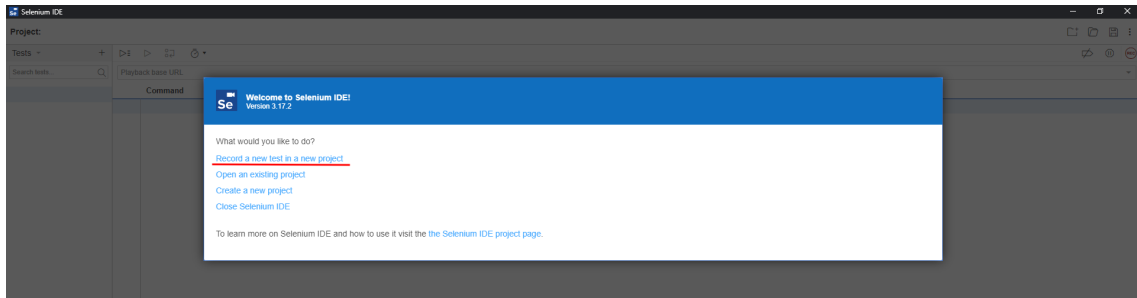 Selenium IDE
Project:
Tests
Search tests...
Playback base URL
Command
Se
Welcome to Selenium IDE!
Version 3.17.2
What would you like to do?
Record a new test in a new project
Open an existing project
Create a new project
Close Selenium IDE
To learn more on Selenium IDE and how to use it visit the the Selenium IDE project page.